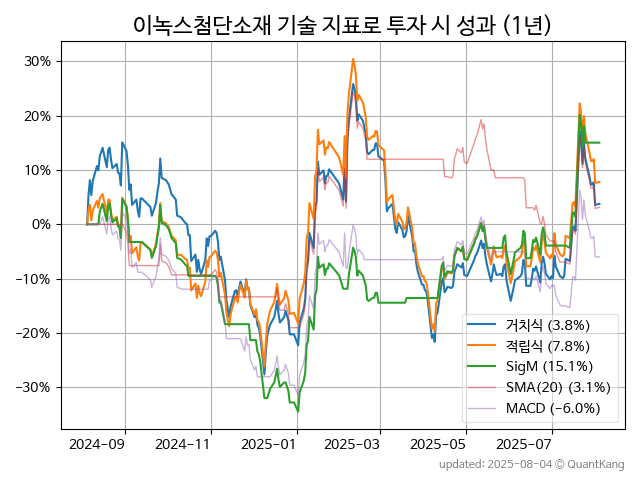 이녹스첨단소재 기술 지표로 투자 시 성과 (1년)
30%
20%
10%
0%
−10%
−20%
−30%
거치식 (3.8%)
적립식 (7.8%)
SigM (15.1%)
SMA(20) (3.1%)
MACD (−6.0%)
2024−09 2024−11 2025−01 2025−03 2025−05 2025−07
updated: 2025-08-04 © QuantKang